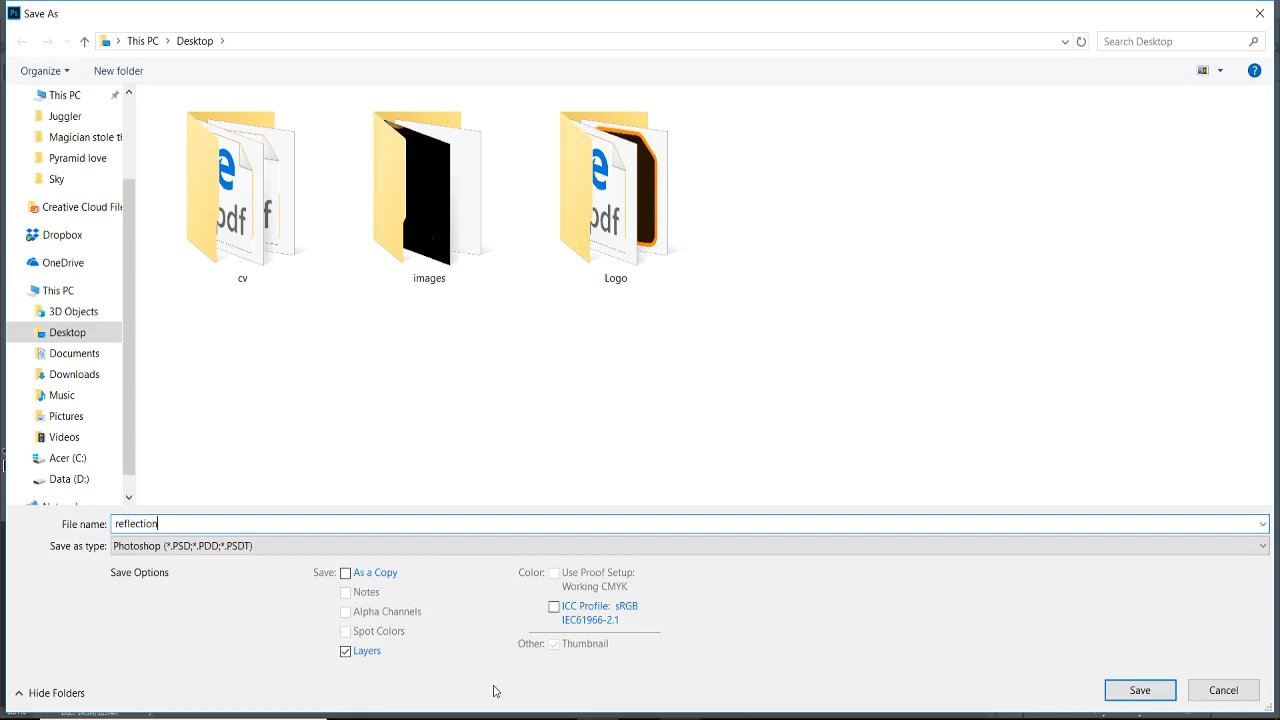 Ps Save As
This PC > Desktop >
Search Desktop
Organize
New folder
?
This PC
Juggler
Magician stole th
Pyramid love
Sky
Creative Cloud File
Dropbox
OneDrive
This PC
3D Objects
Desktop
Documents
Downloads
Music
Pictures
Videos
Acer (C:)
Data (D:)
e
pdf
f
e
pdf
cv
images
Logo
File name: reflection
Save as type: Photoshop (*.PSD;*.PDD;*.PSDT)
Save Options
Save:
As a Copy
Notes
Alpha Channels
Spot Colors
Layers
Color:
Use Proof Setup:
Working CMYK
ICC Profile: sRGB
IEC61966-2.1
Other:
Thumbnail
Hide Folders
Save
Cancel